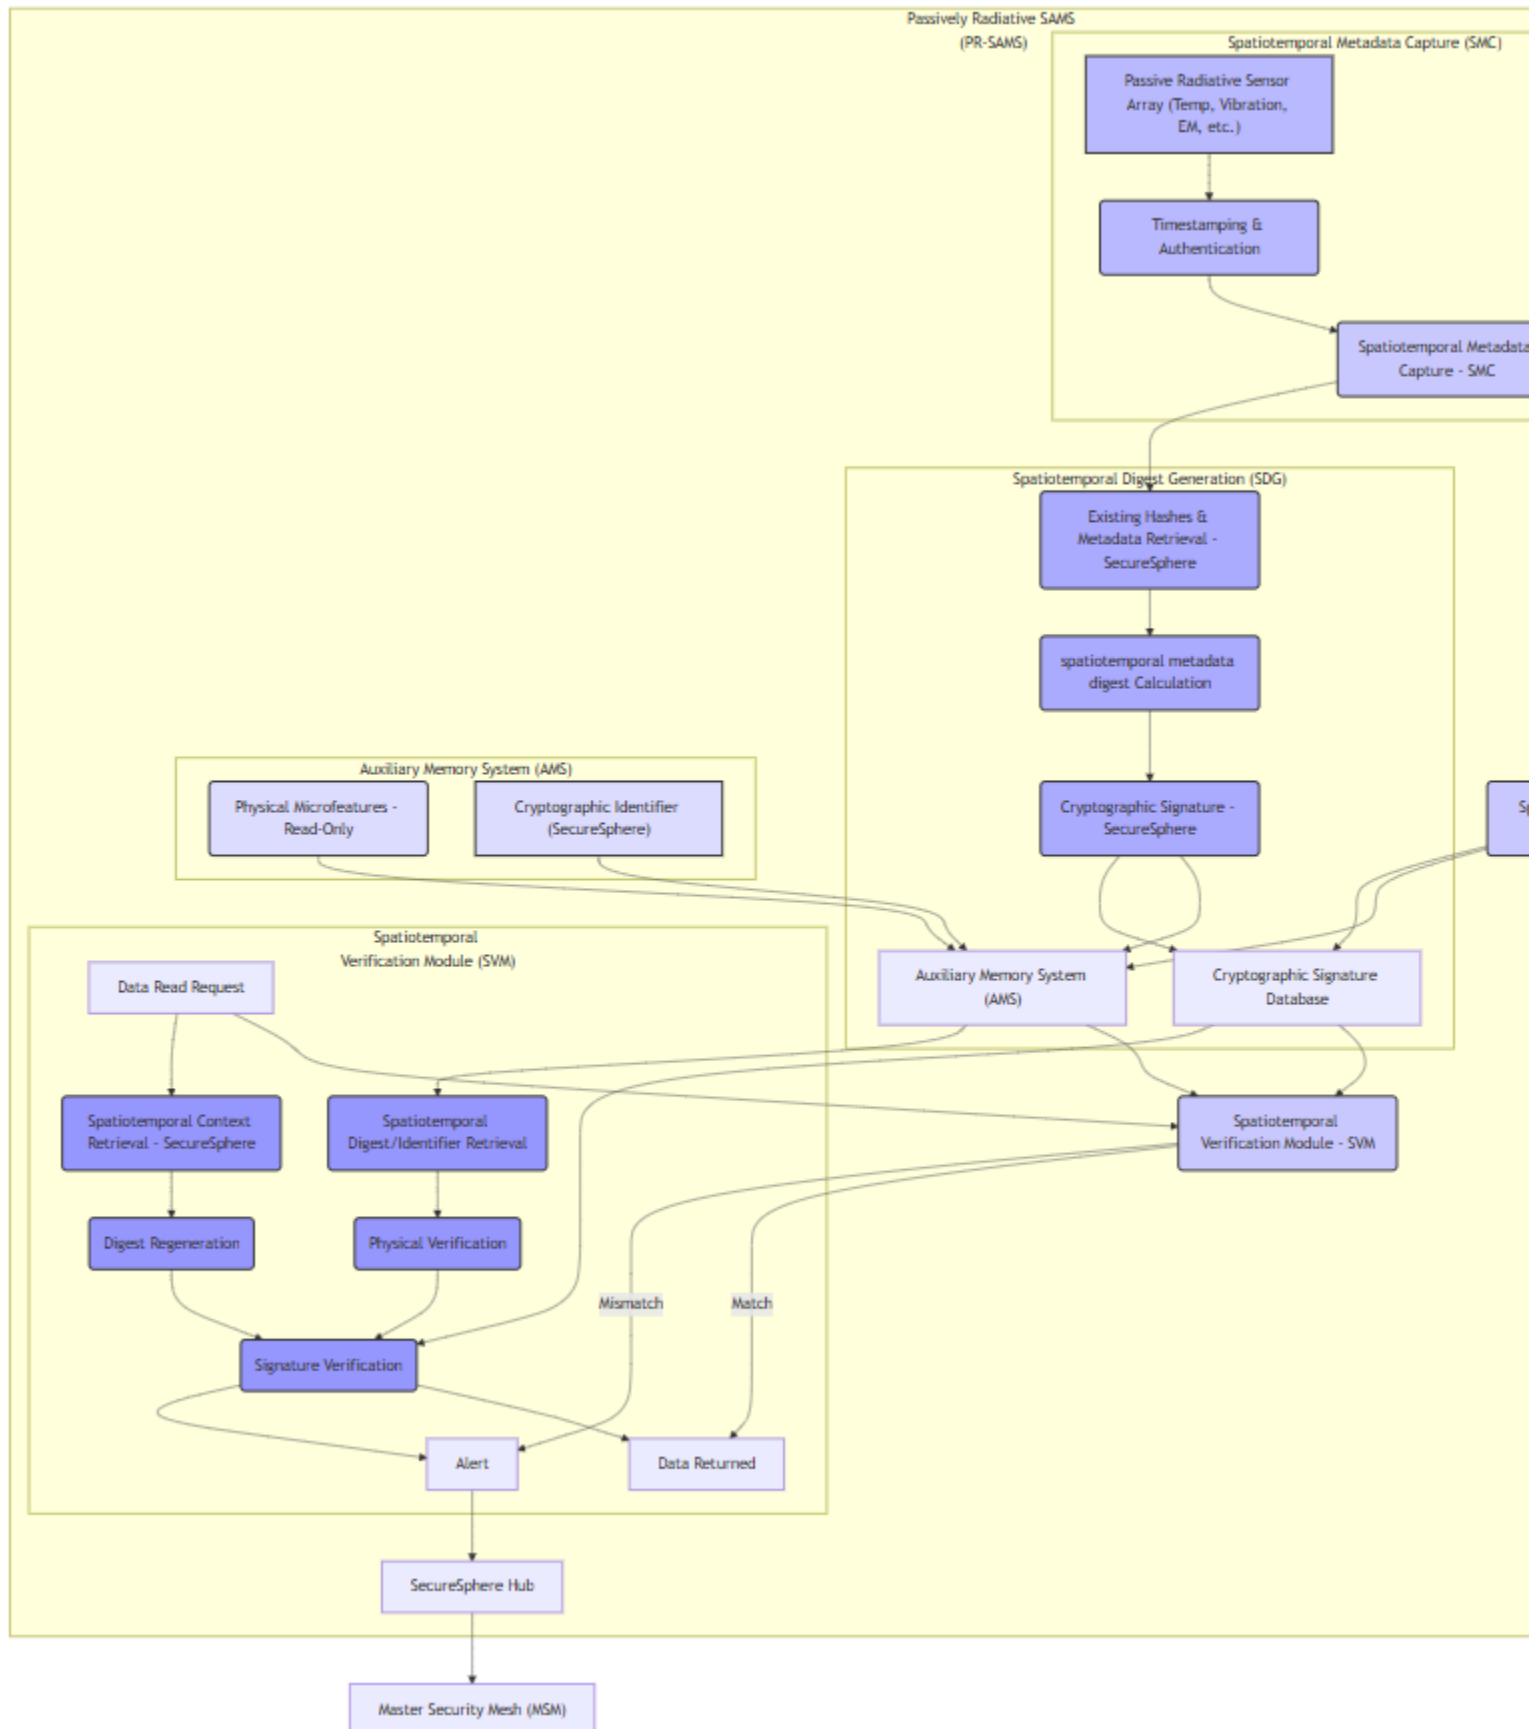 Passively Radiative SAMS
(PR-SAMS)
Spatiotemporal Metadata Capture (SMC)
Passive Radiative Sensor
Array (Temp, Vibration,
EM, etc.)
Timestamping &
Authentication
Spatiotemporal Metadata
Capture - SMC
Spatiotemporal Digest Generation (SDG)
Existing Hashes &
Metadata Retrieval -
SecureSphere
spatiotemporal metadata
digest Calculation
Auxiliary Memory System (AMS)
Physical Microfeatures -
Read-Only
Cryptographic Identifier
(SecureSphere)
Cryptographic Signature -
SecureSphere
Spatiotemporal
Verification Module (SVM)
Data Read Request
Auxiliary Memory System
(AMS)
Cryptographic Signature
Database
Spatiotemporal Context
Retrieval - SecureSphere
Spatiotemporal
Digest/Identifier Retrieval
Spatiotemporal
Verification Module - SVM
Digest Regeneration
Physical Verification
Mismatch
Match
Signature Verification
Alert
Data Returned
SecureSphere Hub
Master Security Mesh (MSM)